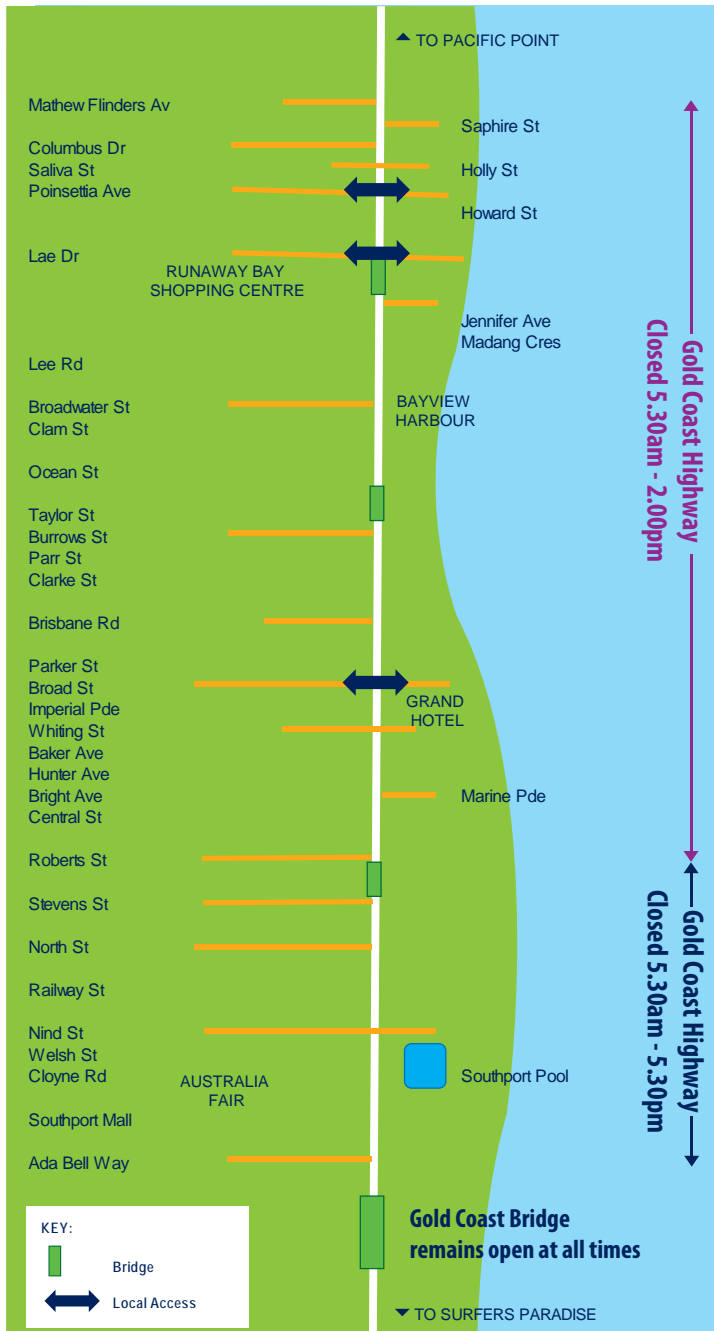 TO PACIFIC POINT
Mathew Flinders Av
Saphire St
Columbus Dr
Saliva St
Holly St
Poinsettia Ave
Howard St
Lae Dr
RUNAWAY BAY
SHOPPING CENTRE
Jennifer Ave
Madang Cres
Lee Rd
Broadwater St
Clam St
BAYVIEW
HARBOUR
Ocean St
Taylor St
Burrows St
Parr St
Clarke St
Brisbane Rd
Parker St
Broad St
Imperial Pde
GRAND
HOTEL
Whiting St
Baker Ave
Hunter Ave
Bright Ave
Marine Pde
Central St
Roberts St
Stevens St
North St
Railway St
Nind St
Welsh St
Cloyne Rd
AUSTRALIA
FAIR
Southport Pool
Southport Mall
Ada Bell Way
Gold Coast Highway
Closed 5.30am - 2.00pm
Gold Coast Highway
Closed 5.30am - 5.30pm
Gold Coast Bridge
remains open at all times
KEY:
Bridge
Local Access
TO SURFERS PARADISE